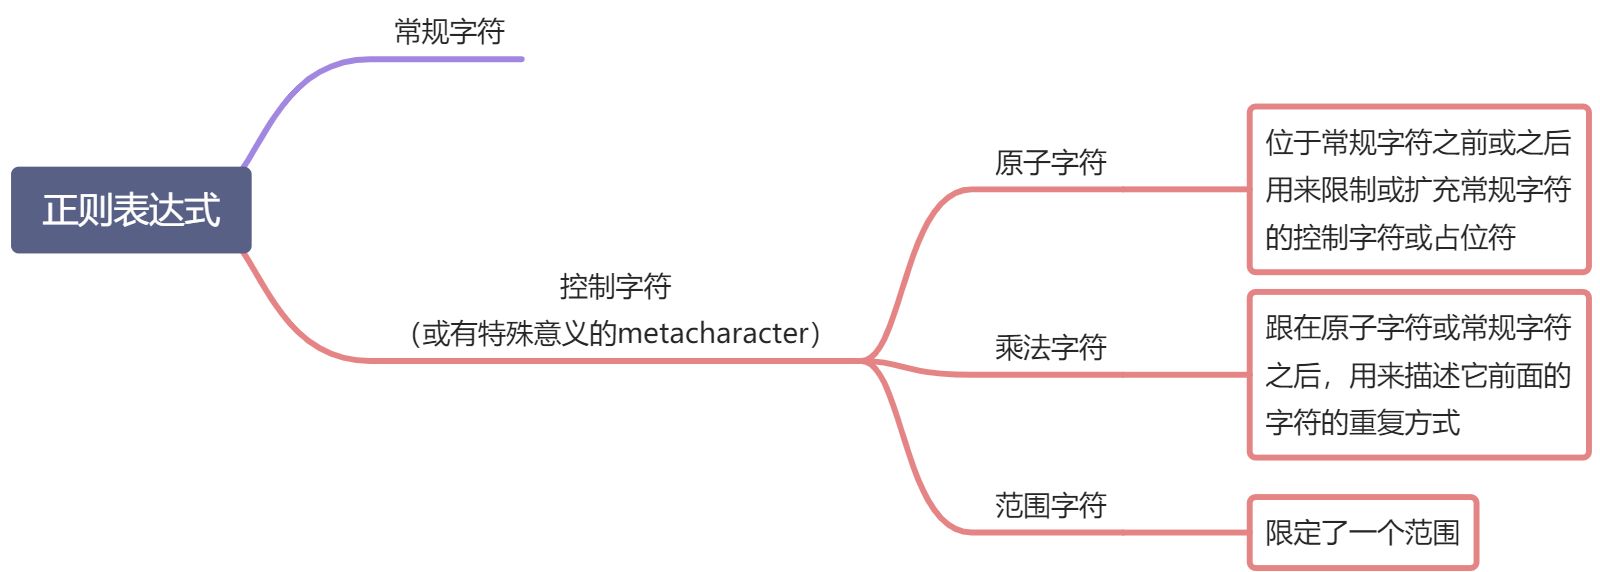 常规字符
正则表达式
控制字符
（或有特殊意义的metacharacter）
原子字符
位于常规字符之前或之后
用来限制或扩充常规字符
的控制字符或占位符
乘法字符
跟在原子字符或常规字符
之后，用来描述它前面的
字符的重复方式
范围字符
限定了一个范围